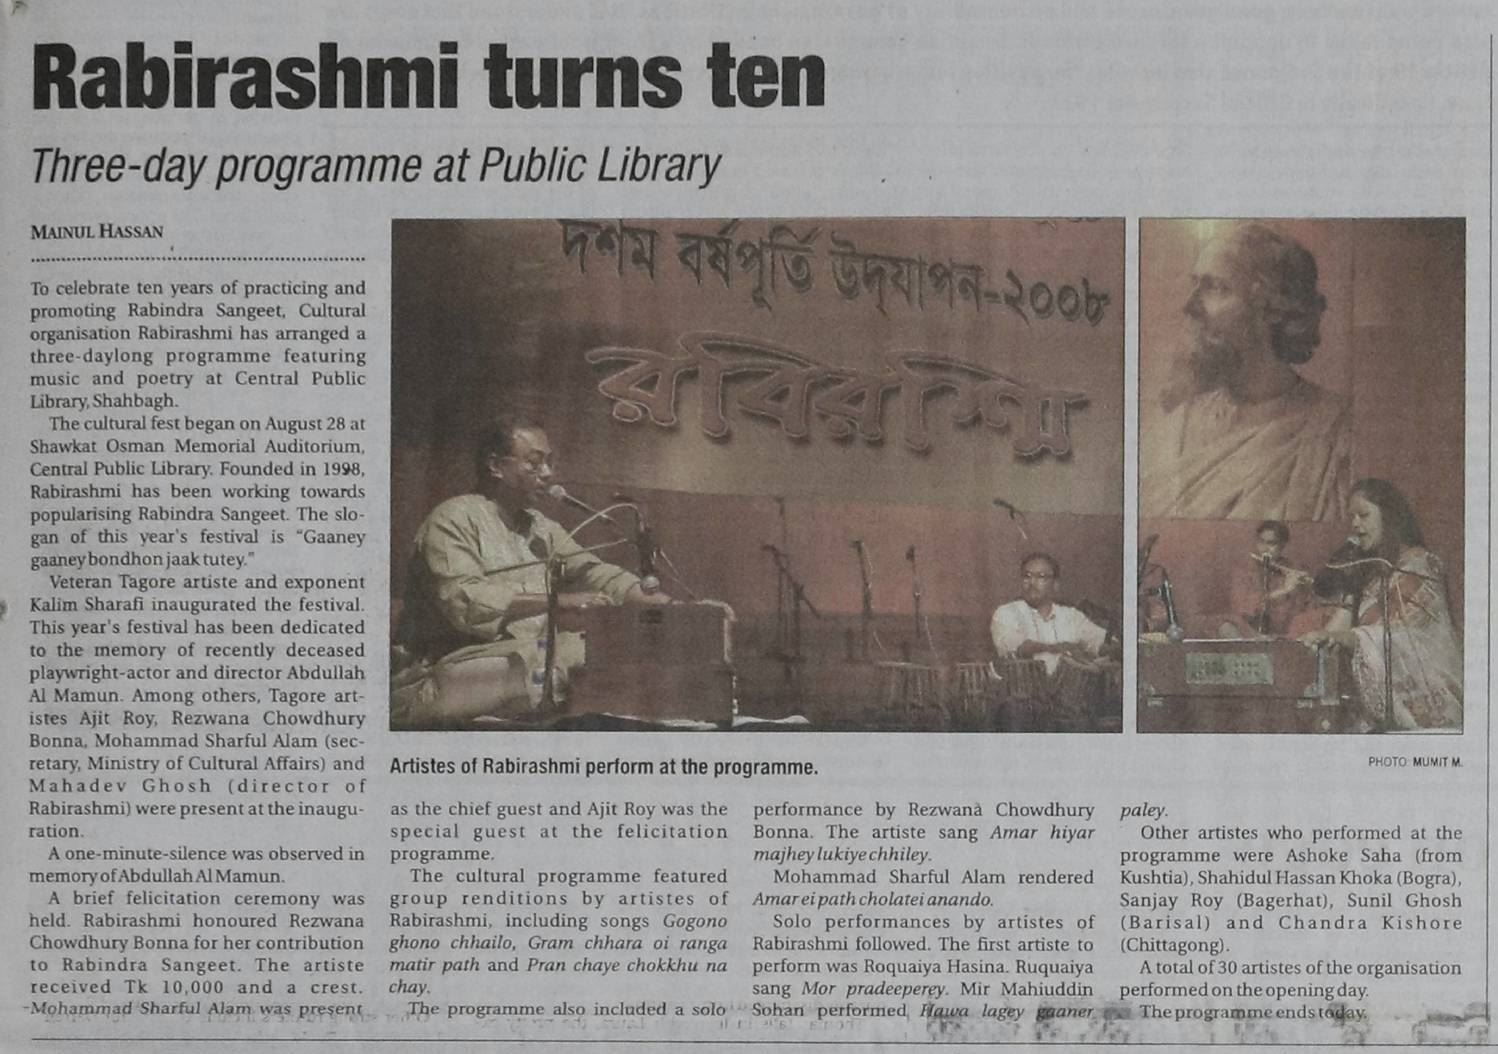 Rabirashmi turns ten
Three-day programme at Public Library
MAINUL HASSAN
To celebrate ten years of practicing and
promoting Rabindra Sangeet, Cultural
organisation Rabirashmi has arranged a
three-daylong programme featuring
music and poetry at Central Public
Library, Shahbagh.
The cultural fest began on August 28 at
Shawkat Osman Memorial Auditorium,
Central Public Library. Founded in 1998,
Rabirashmi has been working towards
popularising Rabindra Sangeet. The slo-
gan of this year's festival is "Gaaney
gaaney bondhon jaak tutey."
Veteran Tagore artiste and exponent
Kalim Sharafi inaugurated the festival.
This year's festival has been dedicated
to the memory of recently deceased
playwright-actor and director Abdullah
Al Mamun. Among others, Tagore art-
istes Ajit Roy, Rezwana Chowdhury
Bonna, Mohammad Sharful Alam (sec-
retary, Ministry of Cultural Affairs) and
Mahadev Ghosh (director of
Rabirashmi) were present at the inaugu-
ration.
A one-minute-silence was observed in
memory of Abdullah Al Mamun.
A brief felicitation ceremony was
held. Rabirashmi honoured Rezwana
Chowdhury Bonna for her contribution
to Rabindra Sangeet. The artiste
received Tk 10,000 and a crest.
Mohammad Sharful Alam was present
দশম বর্ষপূর্তি উদ্‌যাপন-২০০৮
রবিরশ্মি
Artistes of Rabirashmi perform at the programme.
PHOTO: MUMIT M.
as the chief guest and Ajit Roy was the
special guest at the felicitation
programme.
The cultural programme featured
group renditions by artistes of
Rabirashmi, including songs Gogono
ghono chhailo, Gram chhara oi ranga
matir path and Pran chaye chokkhu na
chay.
The programme also included a solo
performance by Rezwana Chowdhury
Bonna. The artiste sang Amar hiyar
majhey lukiye chhiley.
Mohammad Sharful Alam rendered
Amar ei path cholatei anando.
Solo performances by artistes of
Rabirashmi followed. The first artiste to
perform was Roquaiya Hasina. Ruquaiya
sang Mor pradeeperey. Mir Mahiuddin
Sohan performed Hawa lagey gaaner
paley.
Other artistes who performed at the
programme were Ashoke Saha (from
Kushtia), Shahidul Hassan Khoka (Bogra),
Sanjay Roy (Bagerhat), Sunil Ghosh
(Barisal) and Chandra Kishore
(Chittagong).
A total of 30 artistes of the organisation
performed on the opening day.
The programme ends today.